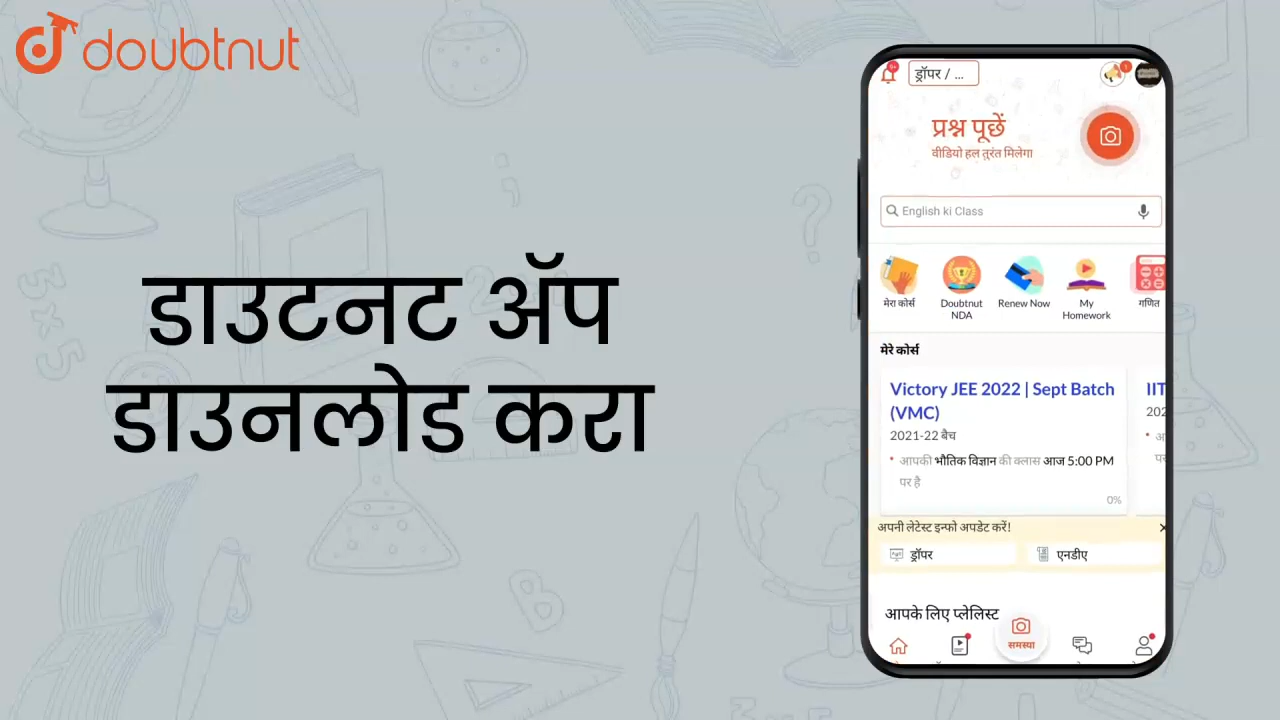 doubtnut
डाउटनट ॲप
डाउनलोड करा
ड्रॉपर / ...
प्रश्न पूछें
वीडियो हल तुरंत मिलेगा
English ki Class
मेरा कोर्स
Doubtnut NDA
Renew Now
My Homework
गणित
मेरे कोर्स
Victory JEE 2022 | Sept Batch
(VMC)
2021-22 बैच
आपकी भौतिक विज्ञान की क्लास आज 5:00 PM
पर है
0%
IIT
202
अपनी लेटेस्ट इन्फो अपडेट करें!
ड्रॉपर
एनडीए
आपके लिए प्लेलिस्ट
समस्या